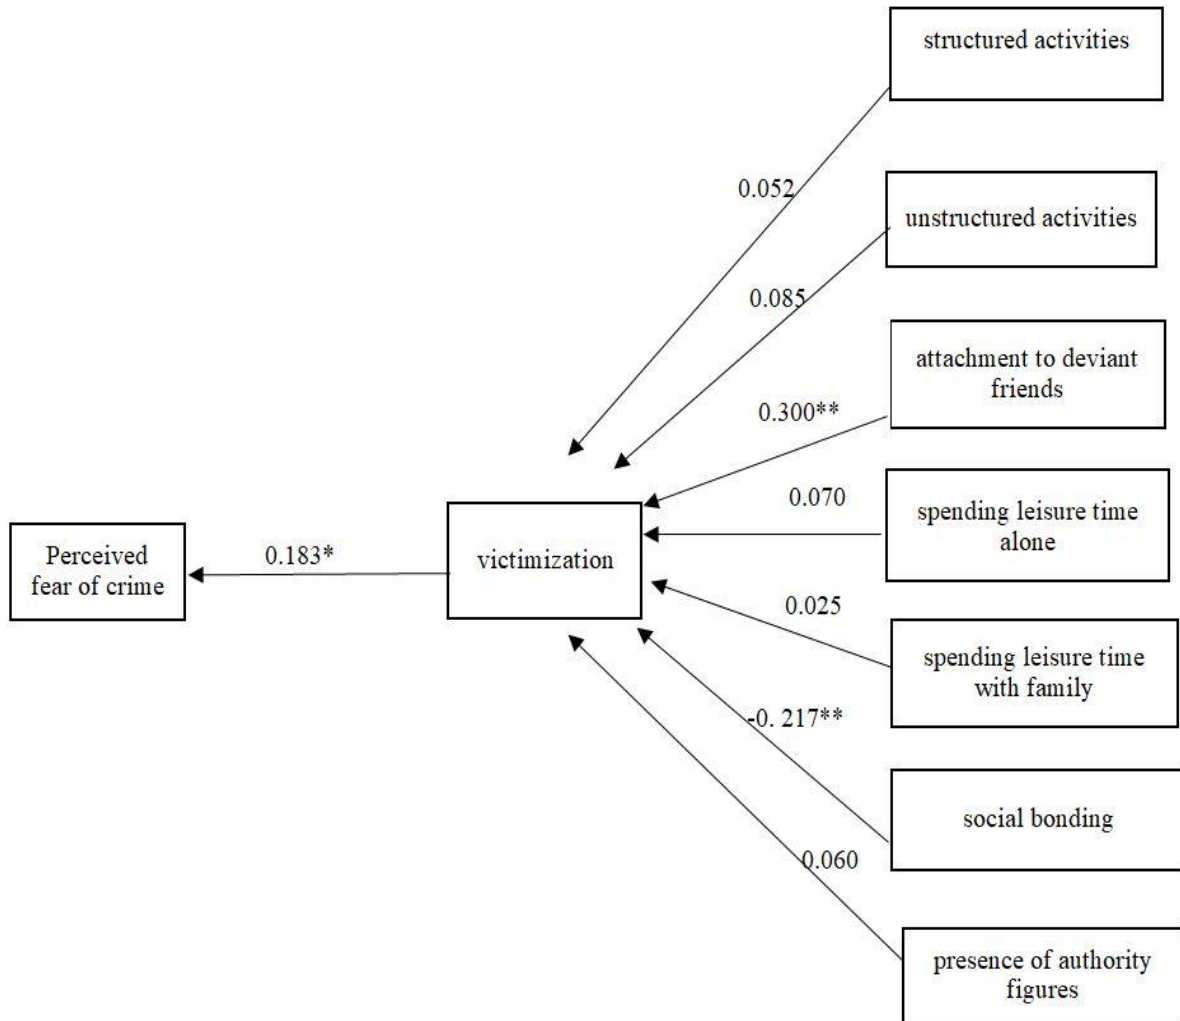 structured activities
0.052
unstructured activities
0.085
attachment to deviant
friends
0.300**
0.070
spending leisure time
alone
Perceived
fear of crime
0.183*
victimization
0.025
spending leisure time
with family
-0. 217**
social bonding
0.060
presence of authority
figures